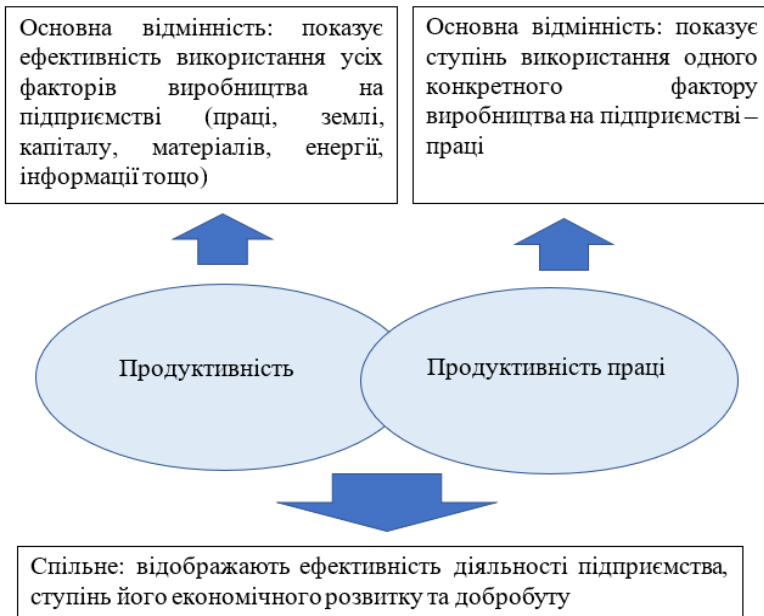 Основна відмінність: показує
ефективність використання усіх
факторів виробництва на
підприємстві (праці, землі,
капіталу, матеріалів, енергії,
інформації тощо)
Основна відмінність: показує
ступінь використання одного
конкретного фактору
виробництва на підприємстві –
праці
Продуктивність
Продуктивність праці
Спільне: відображають ефективність діяльності підприємства,
ступінь його економічного розвитку та добробуту